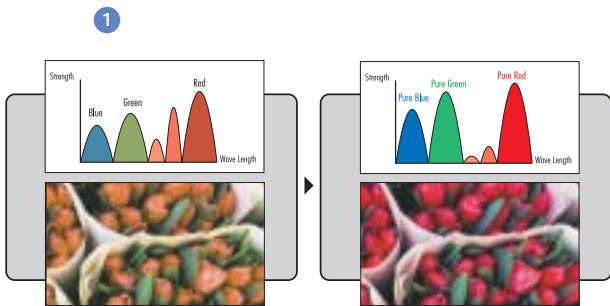 1
Strength
Blue
Green
Red
Wave Length
Strength
Pure Blue
Pure Green
Pure Red
Wave Length